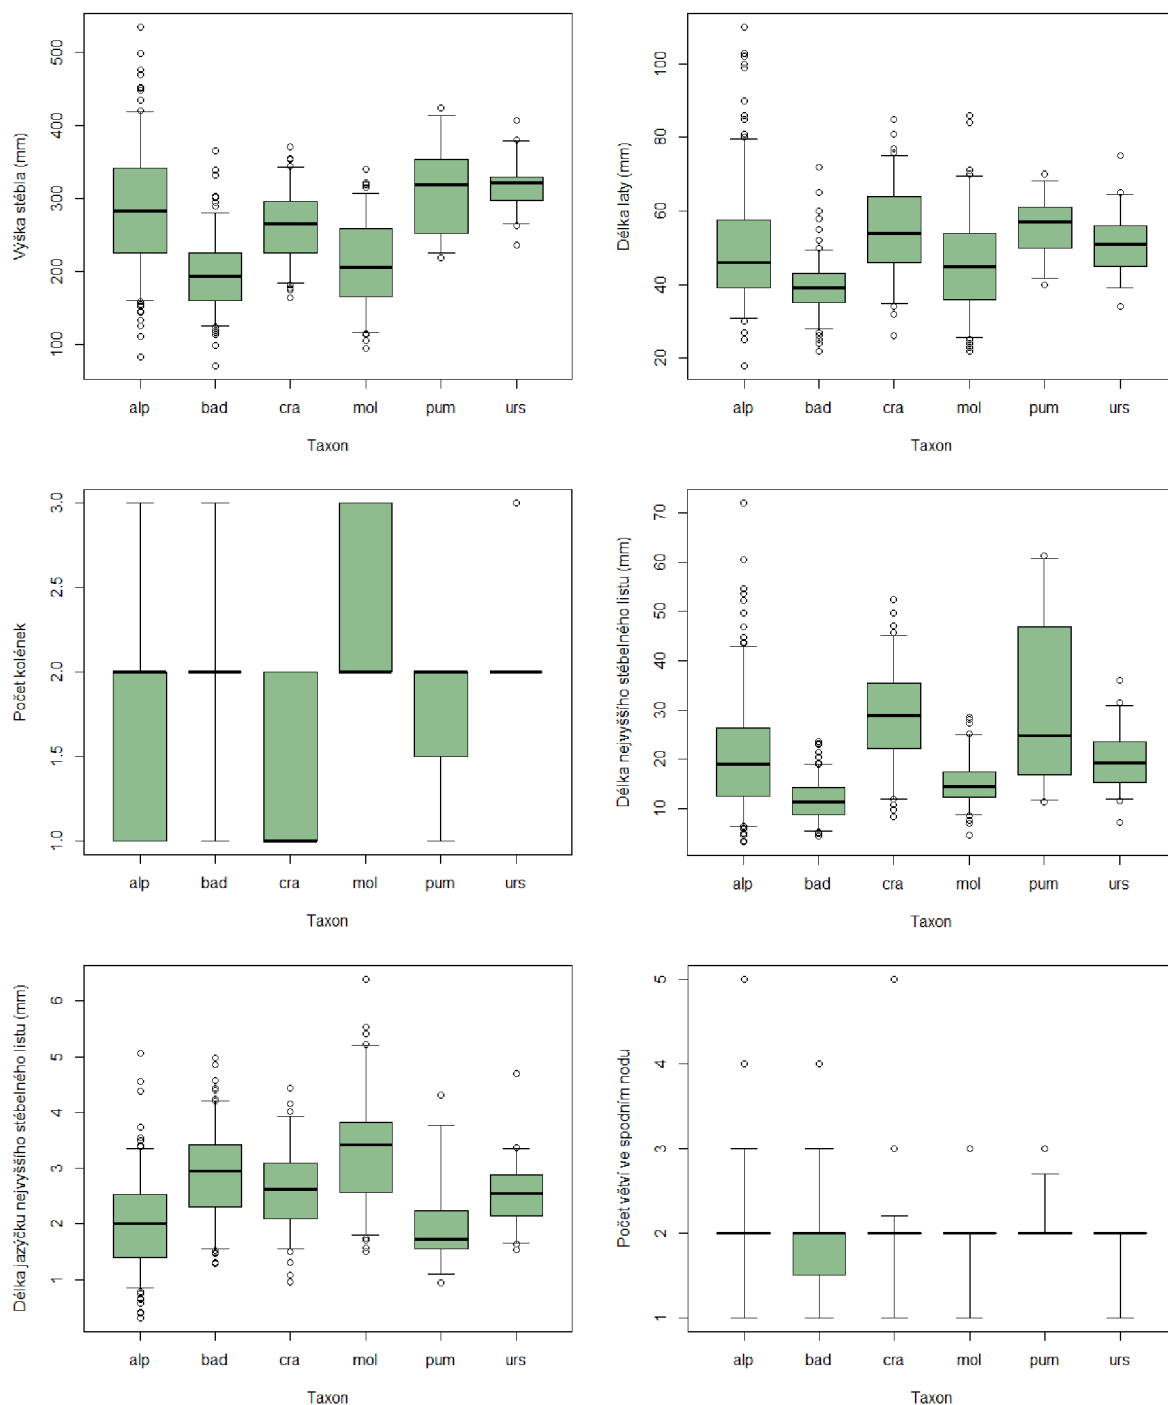 Výška stébla (mm)
500
400
300
200
100
alp bad cra mol pum urs
Taxon
Délka laty (mm)
100
80
60
40
20
alp bad cra mol pum urs
Taxon
Počet kolének
3.0
2.5
2.0
1.5
1.0
alp bad cra mol pum urs
Taxon
Délka nejvyššího stébelného listu (mm)
70
60
50
40
30
20
10
alp bad cra mol pum urs
Taxon
Délka jazýčku nejvyššího stébelného listu (mm)
6
5
4
3
2
1
alp bad cra mol pum urs
Taxon
Počet větví ve spodním nodu
5
4
3
2
1
alp bad cra mol pum urs
Taxon